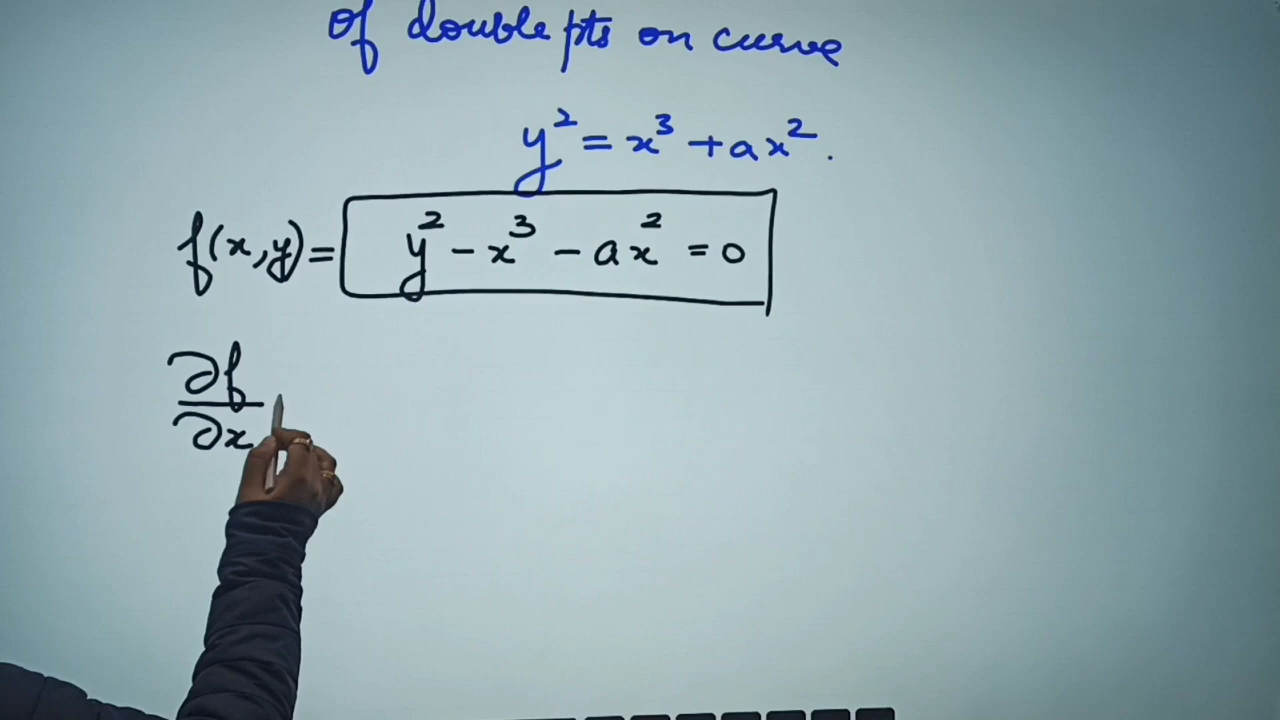 of double pts on curve
y² = x³ + ax².
f(x,y) = y² - x³ - ax² = 0
∂f/∂x